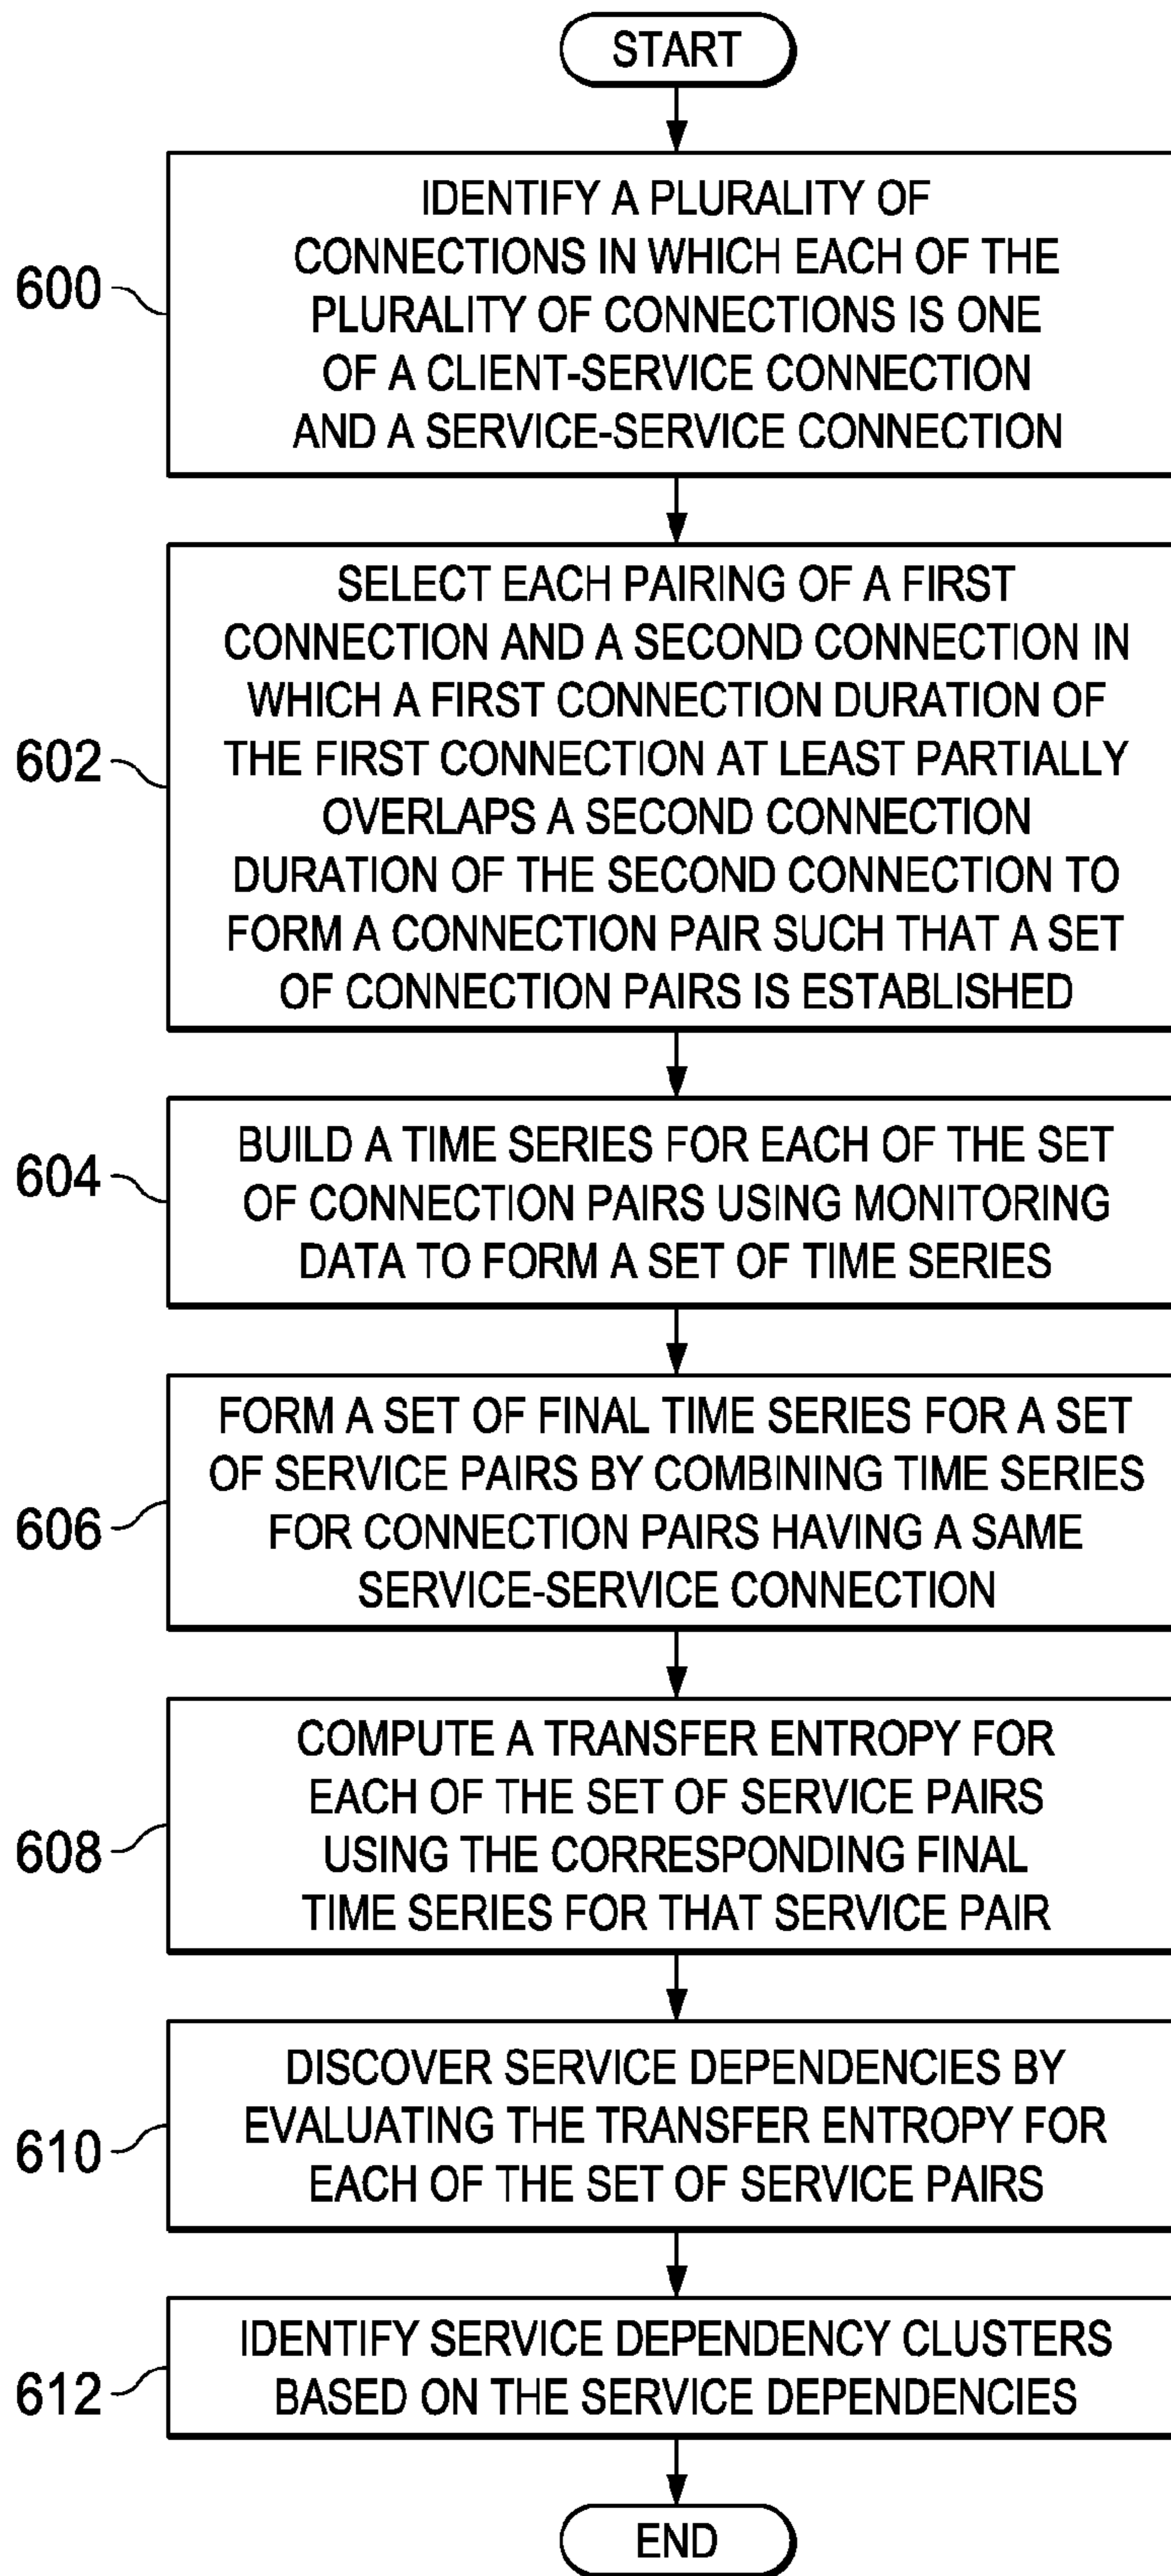 START
600
IDENTIFY A PLURALITY OF
CONNECTIONS IN WHICH EACH OF THE
PLURALITY OF CONNECTIONS IS ONE
OF A CLIENT-SERVICE CONNECTION
AND A SERVICE-SERVICE CONNECTION
602
SELECT EACH PAIRING OF A FIRST
CONNECTION AND A SECOND CONNECTION IN
WHICH A FIRST CONNECTION DURATION OF
THE FIRST CONNECTION AT LEAST PARTIALLY
OVERLAPS A SECOND CONNECTION
DURATION OF THE SECOND CONNECTION TO
FORM A CONNECTION PAIR SUCH THAT A SET
OF CONNECTION PAIRS IS ESTABLISHED
604
BUILD A TIME SERIES FOR EACH OF THE SET
OF CONNECTION PAIRS USING MONITORING
DATA TO FORM A SET OF TIME SERIES
606
FORM A SET OF FINAL TIME SERIES FOR A SET
OF SERVICE PAIRS BY COMBINING TIME SERIES
FOR CONNECTION PAIRS HAVING A SAME
SERVICE-SERVICE CONNECTION
608
COMPUTE A TRANSFER ENTROPY FOR
EACH OF THE SET OF SERVICE PAIRS
USING THE CORRESPONDING FINAL
TIME SERIES FOR THAT SERVICE PAIR
610
DISCOVER SERVICE DEPENDENCIES BY
EVALUATING THE TRANSFER ENTROPY FOR
EACH OF THE SET OF SERVICE PAIRS
612
IDENTIFY SERVICE DEPENDENCY CLUSTERS
BASED ON THE SERVICE DEPENDENCIES
END